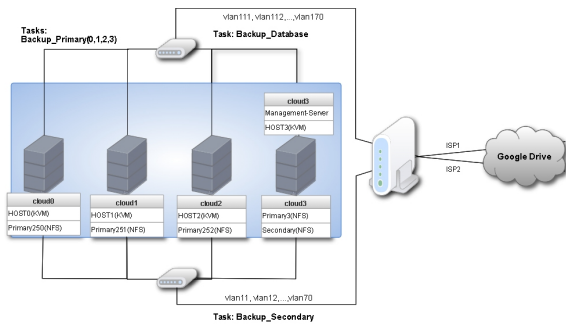 vlan111, vlan112,...,vlan170
Tasks:
Backup_Primary(0,1,2,3)
Task: Backup_Database
cloud3
Management-Server
HOST3(KVM)
ISP1
ISP2
Google Drive
cloud0
HOST0(KVM)
Primary250(NFS)
cloud1
HOST1(KVM)
Primary251(NFS)
cloud2
HOST2(KVM)
Primary252(NFS)
cloud3
Primary3(NFS)
Secondary(NFS)
vlan11, vlan12,...,vlan70
Task: Backup_Secondary